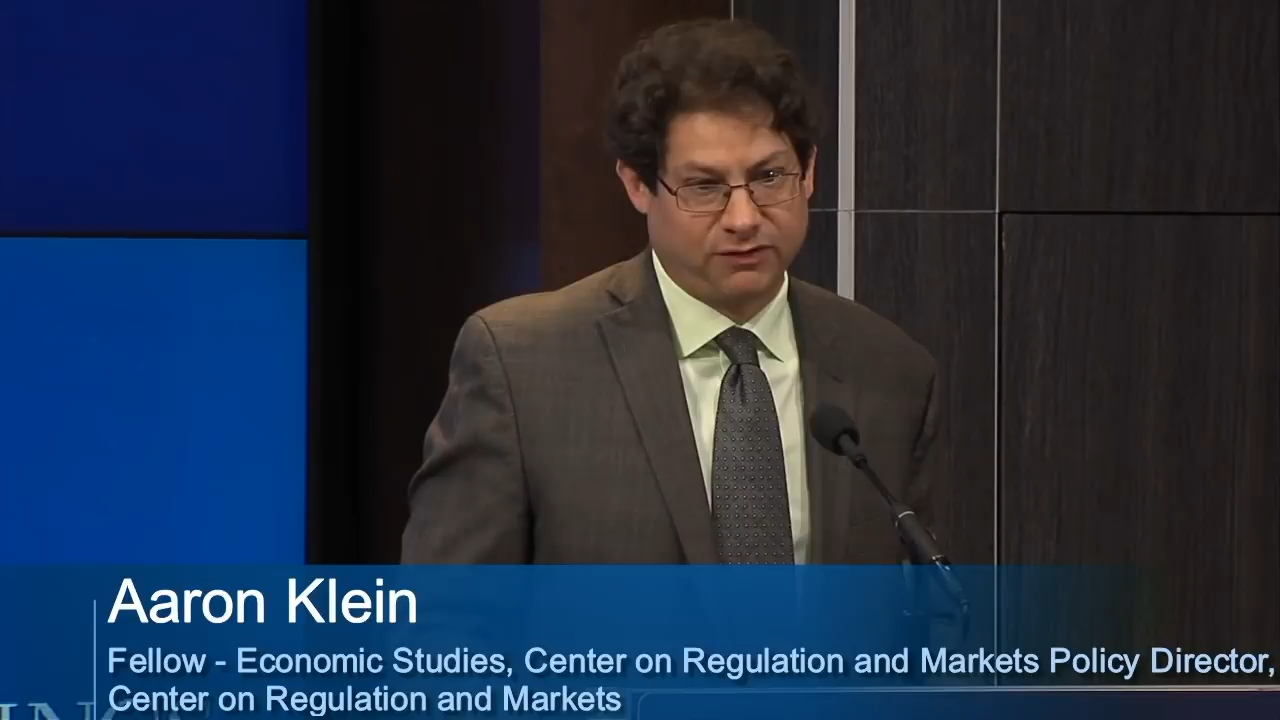 Aaron Klein
Fellow - Economic Studies, Center on Regulation and Markets Policy Director,
Center on Regulation and Markets